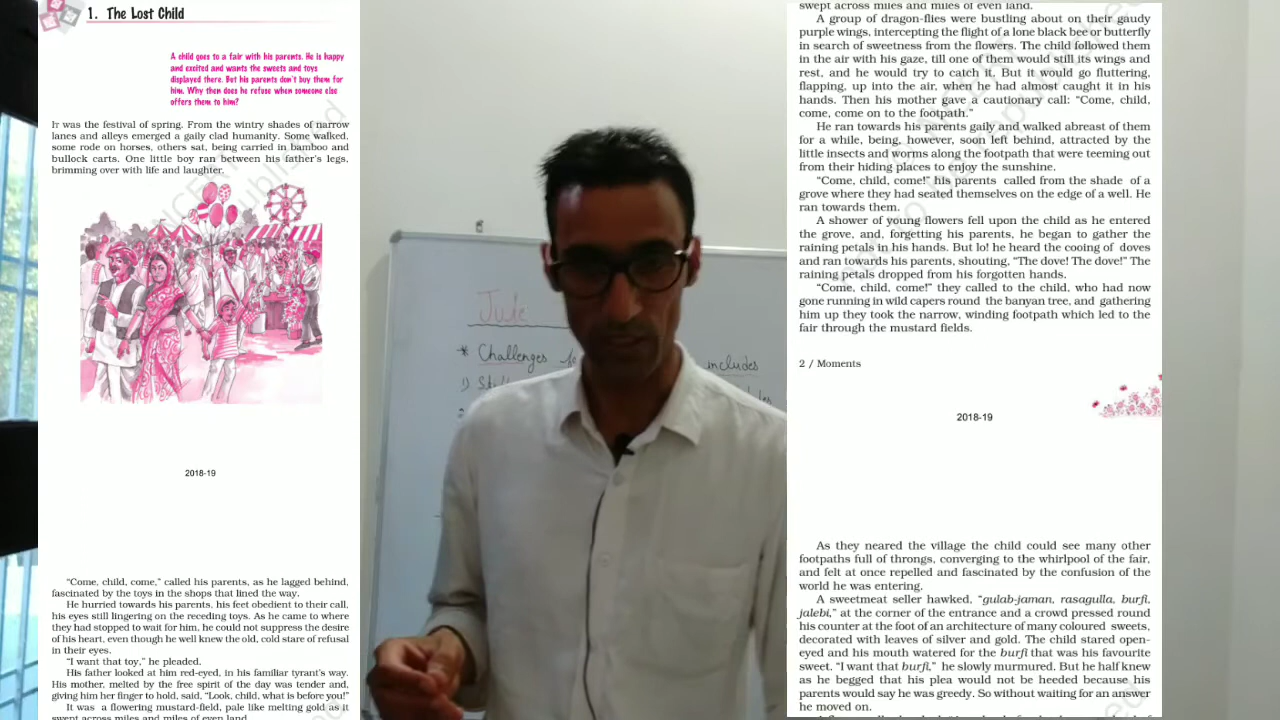 1. The Lost Child
A child goes to a fair with his parents. He is happy
and excited and wants the sweets and toys
displayed there. But his parents don't buy them for
him. Why then does he refuse when someone else
offers them to him?
IT was the festival of spring. From the wintry shades of narrow
lanes and alleys emerged a gaily clad humanity. Some walked,
some rode on horses, others sat, being carried in bamboo and
bullock carts. One little boy ran between his father's legs,
brimming over with life and laughter.
2018-19
“Come, child, come,” called his parents, as he lagged behind,
fascinated by the toys in the shops that lined the way.
He hurried towards his parents, his feet obedient to their call,
his eyes still lingering on the receding toys. As he came to where
they had stopped to wait for him, he could not suppress the desire
of his heart, even though he well knew the old, cold stare of refusal
in their eyes.
“I want that toy,” he pleaded.
His father looked at him red-eyed, in his familiar tyrant's way.
His mother, melted by the free spirit of the day was tender and,
giving him her finger to hold, said, “Look, child, what is before you!”
It was a flowering mustard-field, pale like melting gold as it
swept across miles and miles of even land.
Jude
* Challenges
includes
1)
swept across miles and miles of even land.
A group of dragon-flies were bustling about on their gaudy
purple wings, intercepting the flight of a lone black bee or butterfly
in search of sweetness from the flowers. The child followed them
in the air with his gaze, till one of them would still its wings and
rest, and he would try to catch it. But it would go fluttering,
flapping, up into the air, when he had almost caught it in his
hands. Then his mother gave a cautionary call: “Come, child,
come, come on to the footpath.”
He ran towards his parents gaily and walked abreast of them
for a while, being, however, soon left behind, attracted by the
little insects and worms along the footpath that were teeming out
from their hiding places to enjoy the sunshine.
“Come, child, come!” his parents called from the shade of a
grove where they had seated themselves on the edge of a well. He
ran towards them.
A shower of young flowers fell upon the child as he entered
the grove, and, forgetting his parents, he began to gather the
raining petals in his hands. But lo! he heard the cooing of doves
and ran towards his parents, shouting, “The dove! The dove!” The
raining petals dropped from his forgotten hands.
“Come, child, come!” they called to the child, who had now
gone running in wild capers round the banyan tree, and gathering
him up they took the narrow, winding footpath which led to the
fair through the mustard fields.
2 / Moments
2018-19
As they neared the village the child could see many other
footpaths full of throngs, converging to the whirlpool of the fair,
and felt at once repelled and fascinated by the confusion of the
world he was entering.
A sweetmeat seller hawked, “gulab-jaman, rasagulla, burfi,
jalebi,” at the corner of the entrance and a crowd pressed round
his counter at the foot of an architecture of many coloured sweets,
decorated with leaves of silver and gold. The child stared open-
eyed and his mouth watered for the burfi that was his favourite
sweet. “I want that burfi,” he slowly murmured. But he half knew
as he begged that his plea would not be heeded because his
parents would say he was greedy. So without waiting for an answer
he moved on.